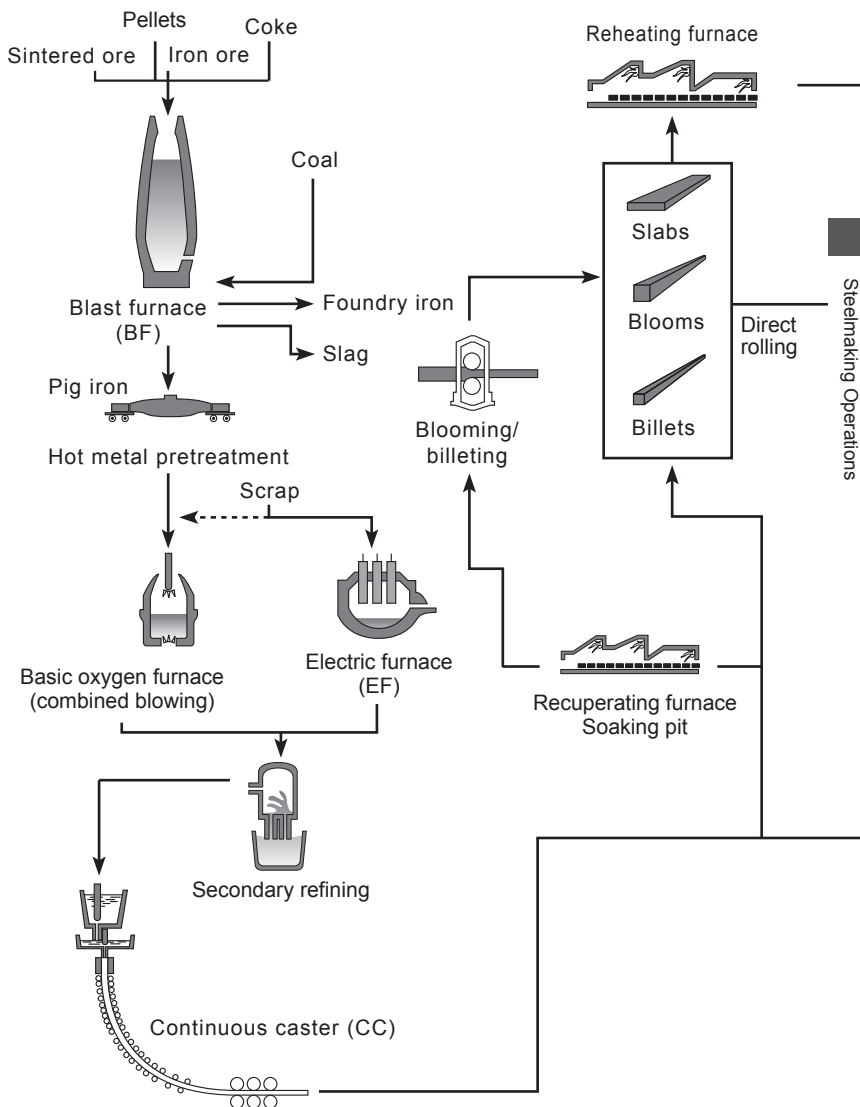 Pellets
Coke
Sintered ore
Iron ore
Coal
Blast furnace
(BF)
Foundry iron
Slag
Pig iron
Hot metal pretreatment
Scrap
Basic oxygen furnace
(combined blowing)
Electric furnace
(EF)
Secondary refining
Continuous caster (CC)
Reheating furnace
Slabs
Blooms
Billets
Direct
rolling
Blooming/
billeting
Recuperating furnace
Soaking pit
Steelmaking Operations